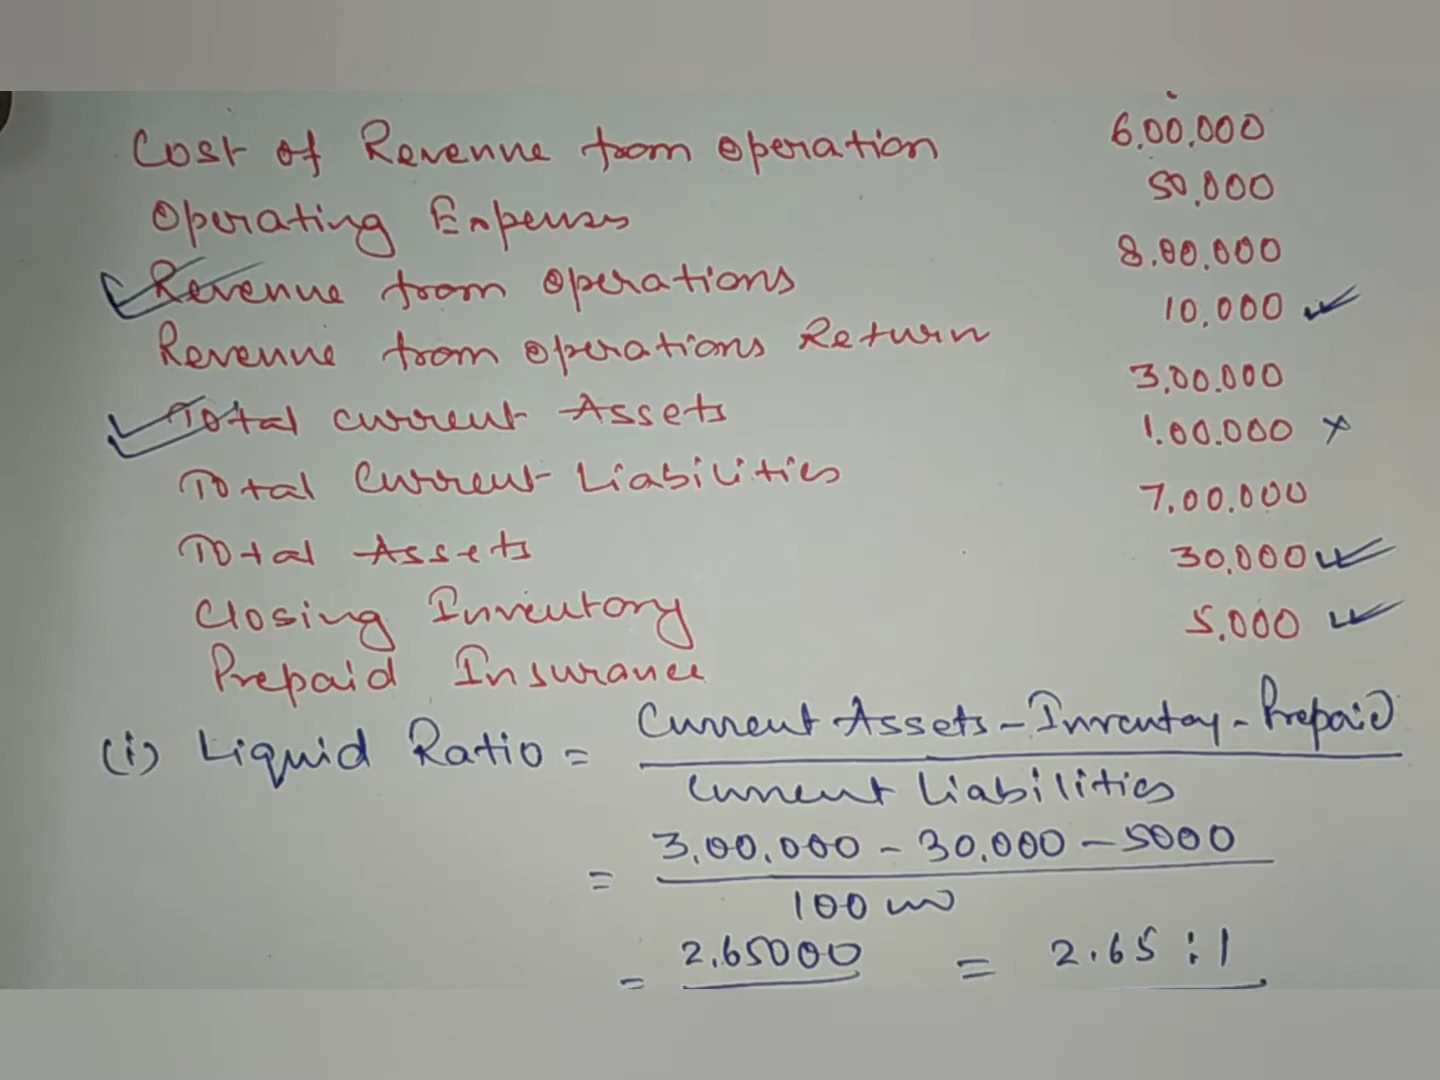 Cost of Revenue from operation 6,00,000
Operating Expenses 50,000
Revenue from operations 8,00,000
Revenue from operations Return 10,000 ✓
Total current Assets 3,00,000
Total Current Liabilities 1,00,000 ×
Total Assets 7,00,000
Closing Inventory 30,000 ✓
Prepaid Insurance 5,000 ✓
(i) Liquid Ratio = Current Assets - Inventory - Prepaid
Current Liabilities
= 3,00,000 - 30,000 - 5000
100
= 2,65000 = 2.65 : 1